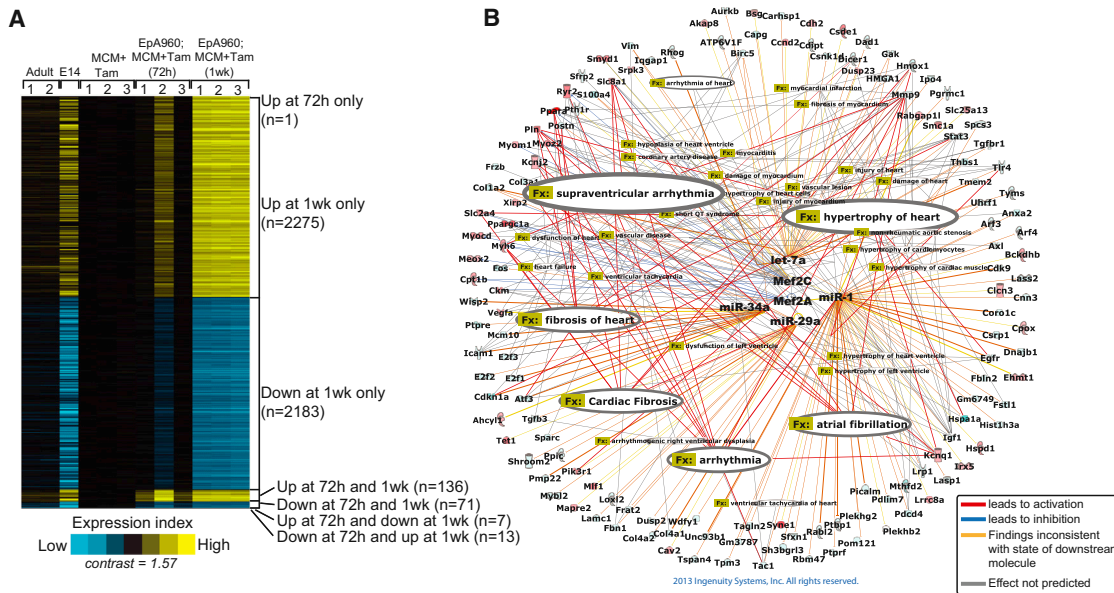 A
Adult
E14
MCM+
Tam
EpA960;
MCM+Tam
(72h)
EpA960;
MCM+Tam
(1wk)
1 2 1 2 3 1 2 3 1 2 3
Up at 72h only
(n=1)
Up at 1wk only
(n=2275)
Down at 1wk only
(n=2183)
Up at 72h and 1wk (n=136)
Down at 72h and 1wk (n=71)
Up at 72h and down at 1wk (n=7)
Down at 72h and up at 1wk (n=13)
Expression index
Low
High
contrast = 1.57
B
Aurkb
Bsg
Carhsp1
Cdh2
Csde1
Akap8
Capg
Ccnd2
Cdipt
Dad1
ATP6V1F
Birc5
Csnk1d
Dicer1
Gak
Vim
Iqgap1
Rhog
Dusp23
Hmox1
Smyd1
Srpk3
HMGA1
Ipo4
Sfrp2
Slc8a1
Fx: arrhythmia of heart
Fx: myocardial infarction
Mmp9
Pgrmc1
Ryr2
S100a4
Fx: fibrosis of myocardium
Rabgap1l
Slc25a13
Pparg
Pth1r
Smc1a
Spcs3
Pln
Postn
Stat3
Tgfbr1
Myom1
Myoz2
Fx: hypoplasia of heart ventricle
Fx: coronary artery disease
Fx: myocarditis
Thbs1
Tlr4
Frzb
Kcnj2
Fx: damage of myocardium
Fx: injury of heart
Fx: damage of heart
Tmem2
Tyms
Col1a2
Col3a1
Fx: supraventricular arrhythmia
hypertrophy of heart cells
Fx: vascular lesion
Fx: injury of myocardium
Uhrf1
Anxa2
Xirp2
Slc2a4
Fx: short QT syndrome
Fx: hypertrophy of heart
Arf3
Arf4
Ppargc1a
Myocd
Fx: dysfunction of heart
Fx: vascular disease
Fx: non-rheumatic aortic stenosis
Axl
Myh6
Fx: hypertrophy of cardiomyocytes
Bckdhb
Meox2
Fos
Fx: heart failure
Fx: ventricular tachycardia
let-7a
Fx: hypertrophy of cardiac muscle
Cdk9
Lass2
Cpt1b
Ckm
Mef2C
Clcn3
Wisp2
Mef2A
miR-1
Cnn3
Vegfa
miR-34a
Coro1c
Ptpre
Fx: fibrosis of heart
miR-29a
Cpox
Mcm10
Csrp1
Icam1
E2f3
Fx: dysfunction of left ventricle
Fx: hypertrophy of heart ventricle
Egfr
Dnajb1
E2f2
E2f1
Fx: hypertrophy of left ventricle
Fbln2
Ehmt1
Cdkn1a
Atf3
Fx: Cardiac Fibrosis
Gm6749
Fstl1
Ahcyl1
Tgfb3
Fx: atrial fibrillation
Hspa1a
Hist1h3a
Tet1
Sparc
Fx: arrhythmogenic right ventricular dysplasia
Igf1
Hspd1
Shroom2
Ppic
Fx: arrhythmia
Kcnq1
Irx5
Pmp22
Pik3r1
Lrp1
Lasp1
Mybl2
Mlf1
Mthfd2
Lrrc8a
Mapre2
Loxl2
Picalm
Pdlim7
Lamc1
Frat2
Fx: ventricular tachycardia of heart
Pdcd4
Fbn1
Dusp2
Wdfy1
Tagln2
Syne1
Ptbp1
Plekhg2
Col4a2
Col4a1
Unc93b1
Sfxn1
Rabl2
Plekhb2
Cav2
Gm3787
Sh3bgrl3
Pom121
Tspan4
Tpm3
Tac1
Rbm47
Ptprf
leads to activation
leads to inhibition
Findings inconsistent
with state of downstream
molecule
Effect not predicted
2013 Ingenuity Systems, Inc. All rights reserved.